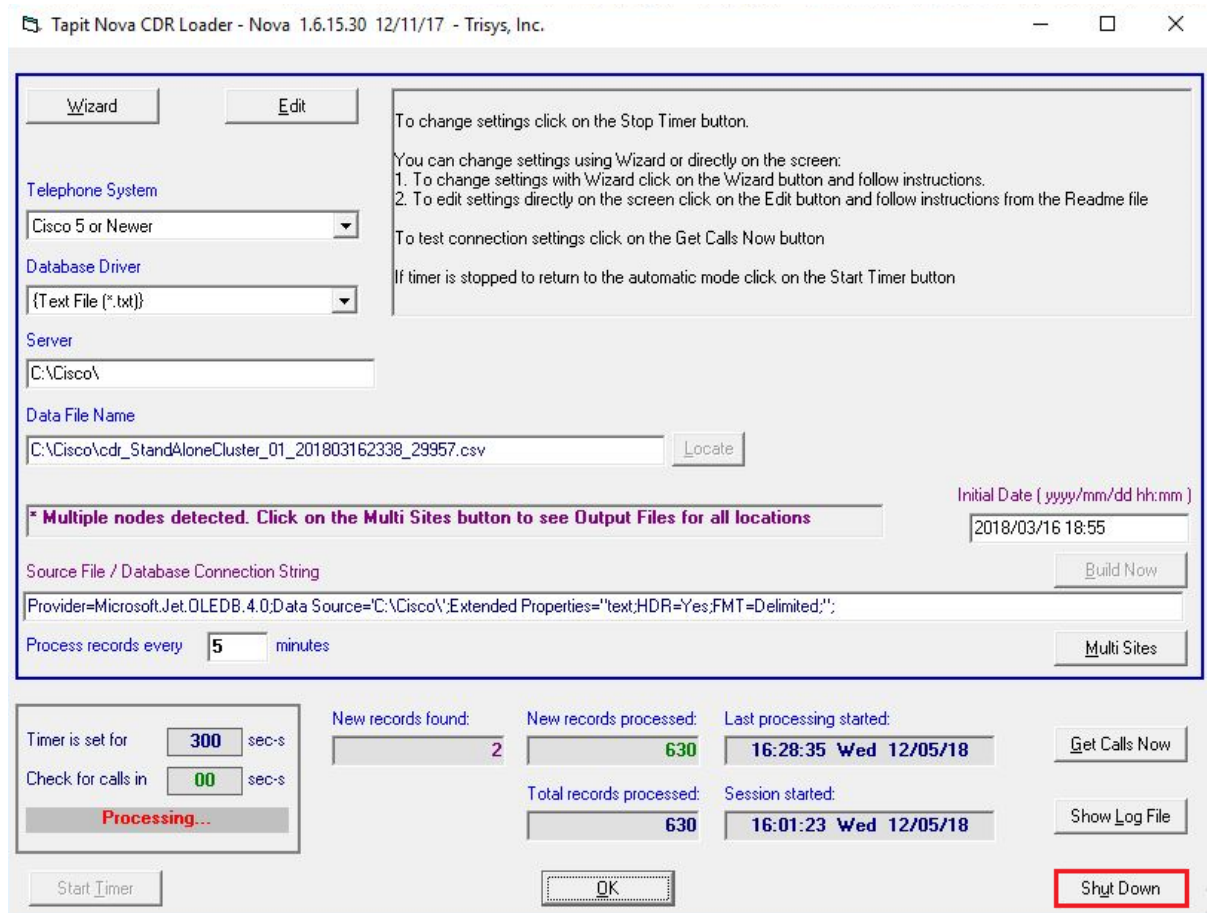 Tapit Nova CDR Loader - Nova 1.6.15.30 12/11/17 - Trisys, Inc.
Wizard
Edit
To change settings click on the Stop Timer button.
You can change settings using Wizard or directly on the screen:
1. To change settings with Wizard click on the Wizard button and follow instructions.
2. To edit settings directly on the screen click on the Edit button and follow instructions from the Readme file
To test connection settings click on the Get Calls Now button
If timer is stopped to return to the automatic mode click on the Start Timer button
Telephone System
Cisco 5 or Newer
Database Driver
{Text File (*.txt)}
Server
C:\Cisco\
Data File Name
C:\Cisco\cdr_StandAloneCluster_01_201803162338_29957.csv
Locate
Initial Date ( yyyy/mm/dd hh:mm )
* Multiple nodes detected. Click on the Multi Sites button to see Output Files for all locations
2018/03/16 18:55
Source File / Database Connection String
Build Now
Provider=Microsoft.Jet.OLEDB.4.0;Data Source='C:\Cisco\';Extended Properties="text;HDR=Yes;FMT=Delimited;";
Process records every 5 minutes
Multi Sites
Timer is set for 300 sec-s
Check for calls in 00 sec-s
Processing...
New records found:
2
New records processed:
630
Last processing started:
16:28:35 Wed 12/05/18
Get Calls Now
Total records processed:
630
Session started:
16:01:23 Wed 12/05/18
Show Log File
Start Timer
OK
Shut Down